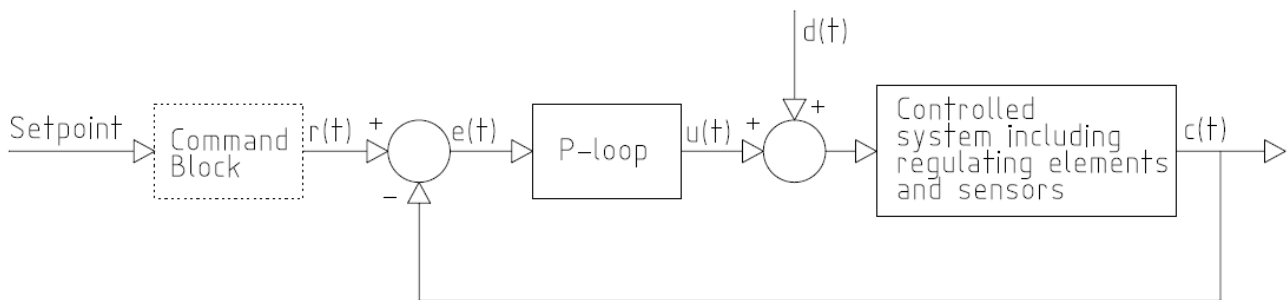 d(t)
Setpoint
Command
Block
r(t)
+
-
e(t)
P-loop
u(t)
+
+
Controlled
system including
regulating elements
and sensors
c(t)